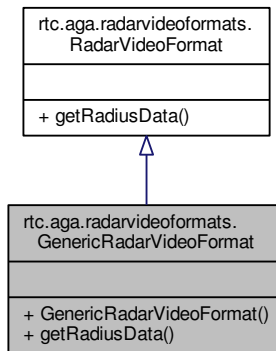 rtc.aga.radarvideoformats.
RadarVideoFormat
+ getRadiusData()
rtc.aga.radarvideoformats.
GenericRadarVideoFormat
+ GenericRadarVideoFormat()
+ getRadiusData()